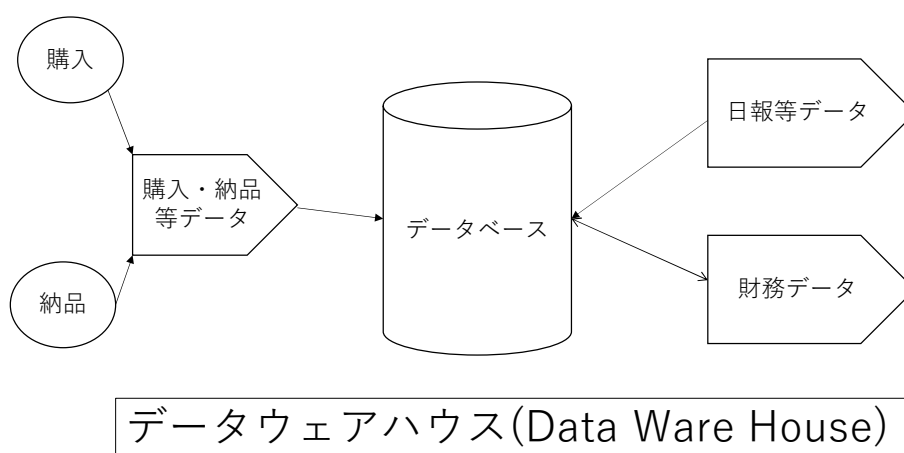 購入
納品
購入・納品
等データ
データベース
日報等データ
財務データ
データウェアハウス(Data Ware House)